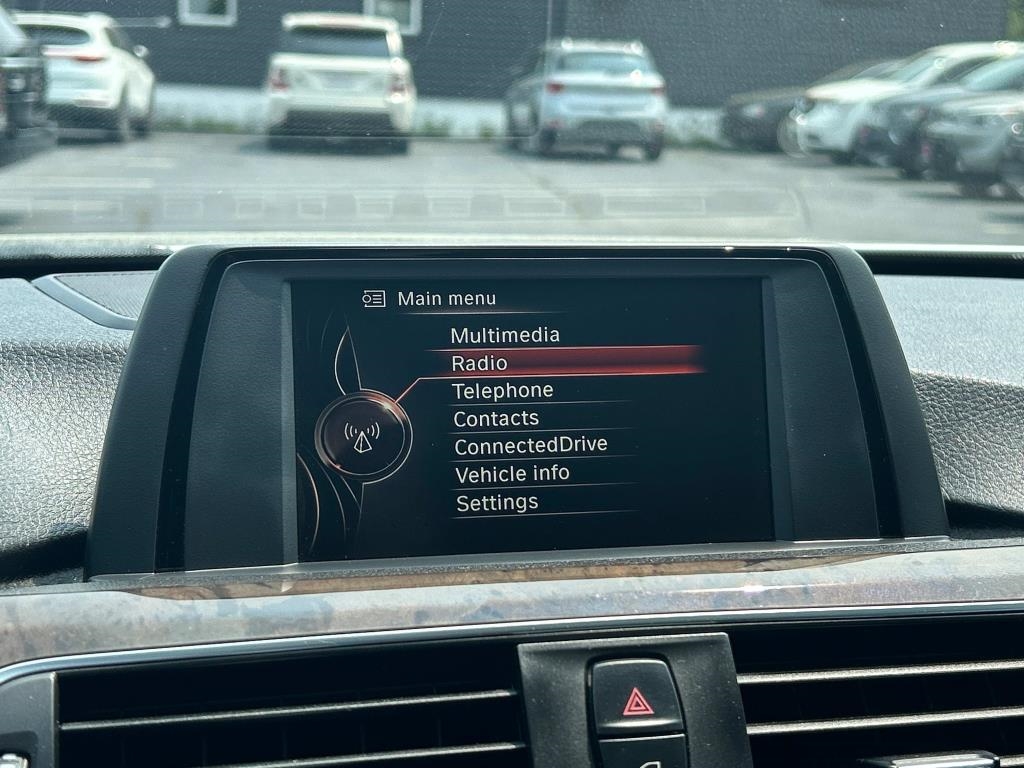 Main menu
Multimedia
Radio
Telephone
Contacts
ConnectedDrive
Vehicle info
Settings